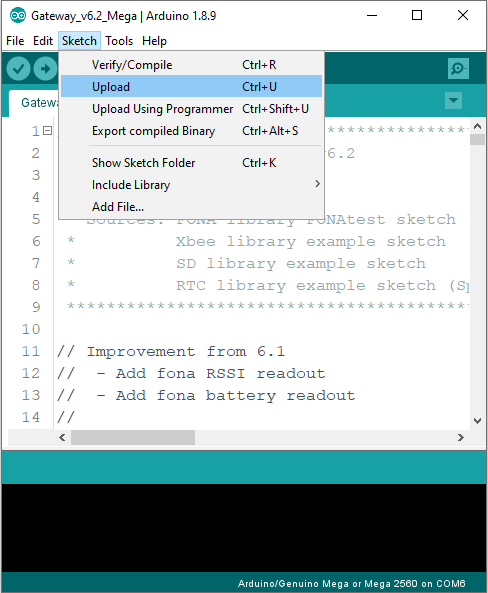 Gateway_v6.2_Mega | Arduino 1.8.9
File Edit Sketch Tools Help
Verify/Compile Ctrl+R
Upload Ctrl+U
Upload Using Programmer Ctrl+Shift+U
Export compiled Binary Ctrl+Alt+S
Show Sketch Folder Ctrl+K
Include Library
Add File...
Gateway
1 ***************
2 v6.2
3
4
5 Sources: FONA library FONAtest sketch
6 * Xbee library example sketch
7 * SD library example sketch
8 * RTC library example sketch (Sp
9 *****************************************
10
11 // Improvement from 6.1
12 // - Add fona RSSI readout
13 // - Add fona battery readout
14 //
Arduino/Genuino Mega or Mega 2560 on COM6